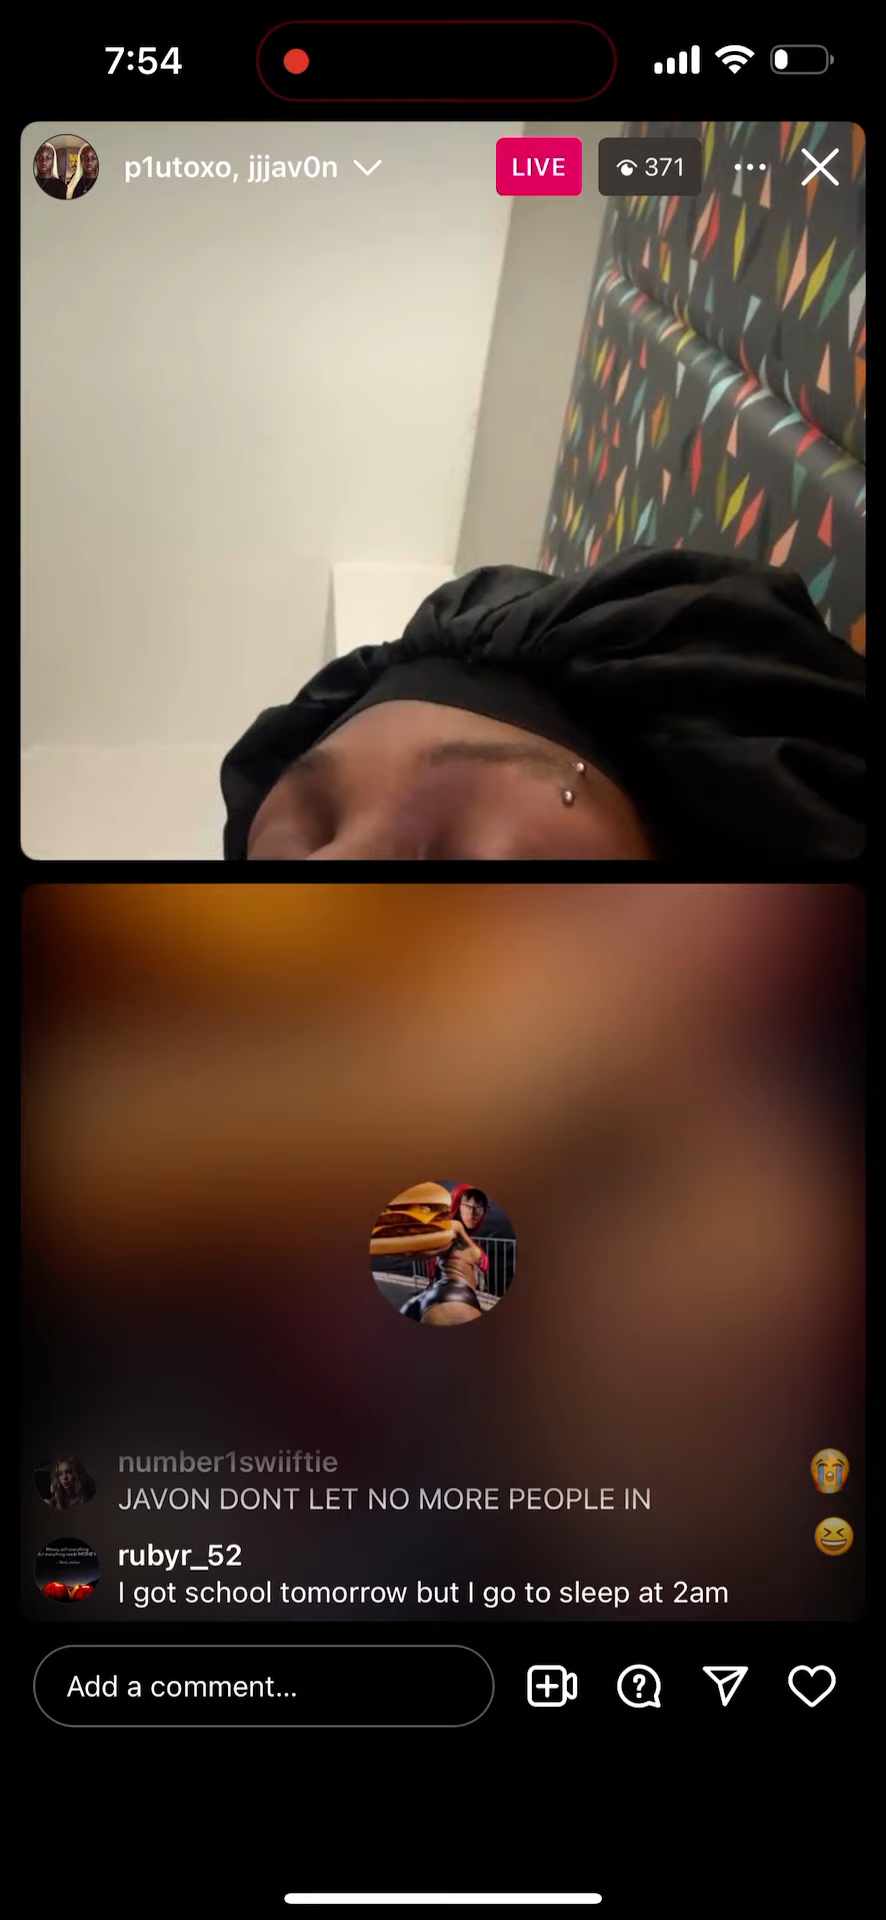 7:54
p1utoxo, jjjav0n
LIVE
371
number1swiiftie
JAVON DONT LET NO MORE PEOPLE IN
rubyr_52
I got school tomorrow but I go to sleep at 2am
Add a comment...